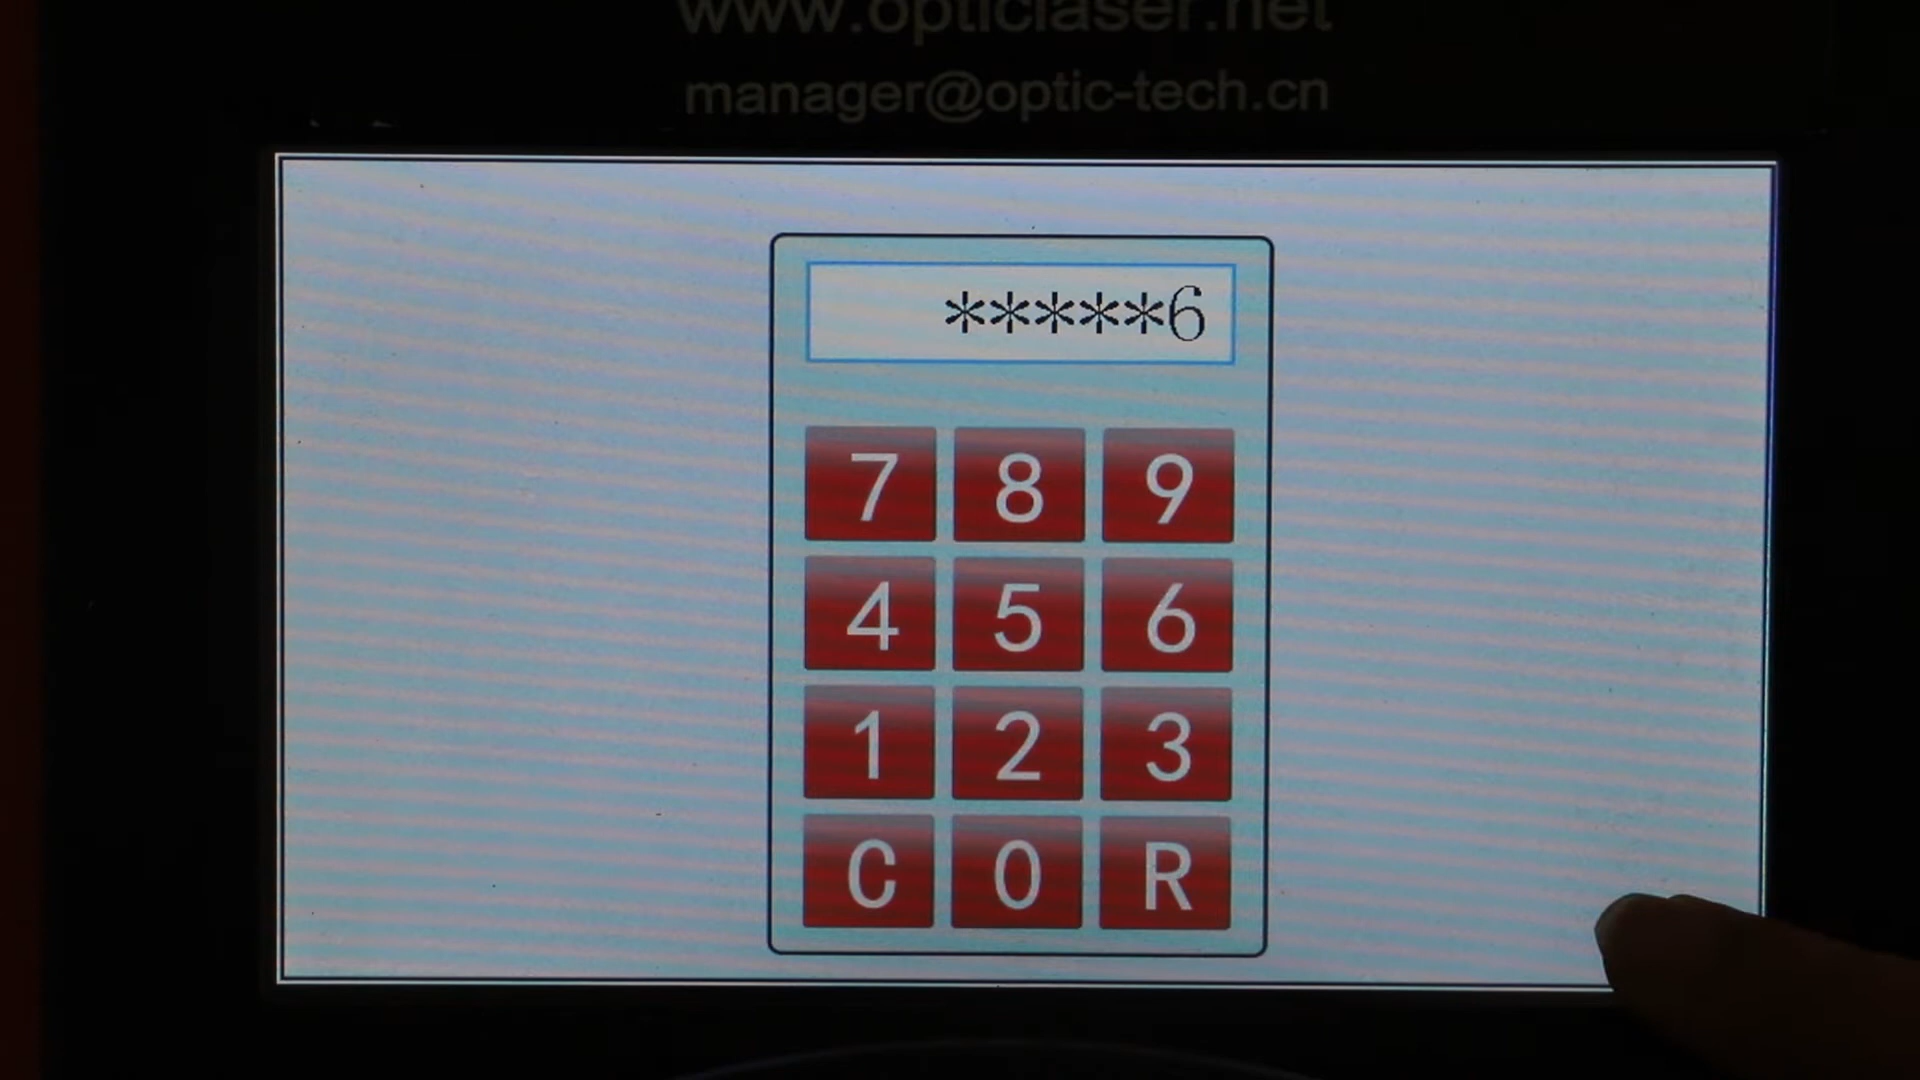 www.opticlaser.net
manager@optic-tech.cn
*****6
7 8 9
4 5 6
1 2 3
C 0 R